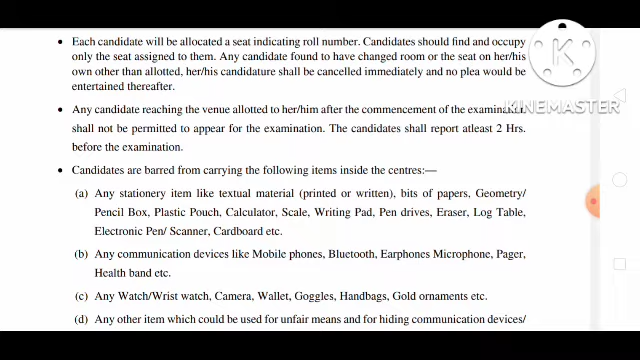 • Each candidate will be allocated a seat indicating roll number. Candidates should find and occupy
only the seat assigned to them. Any candidate found to have changed room or the seat on her/his
own other than allotted, her/his candidature shall be cancelled immediately and no plea would be
entertained thereafter.
• Any candidate reaching the venue allotted to her/him after the commencement of the examination
shall not be permitted to appear for the examination. The candidates shall report atleast 2 Hrs.
before the examination.
• Candidates are barred from carrying the following items inside the centres:—
(a) Any stationery item like textual material (printed or written), bits of papers, Geometry/
Pencil Box, Plastic Pouch, Calculator, Scale, Writing Pad, Pen drives, Eraser, Log Table,
Electronic Pen/ Scanner, Cardboard etc.
(b) Any communication devices like Mobile phones, Bluetooth, Earphones Microphone, Pager,
Health band etc.
(c) Any Watch/Wrist watch, Camera, Wallet, Goggles, Handbags, Gold ornaments etc.
(d) Any other item which could be used for unfair means and for hiding communication devices/
K
KINEMASTER